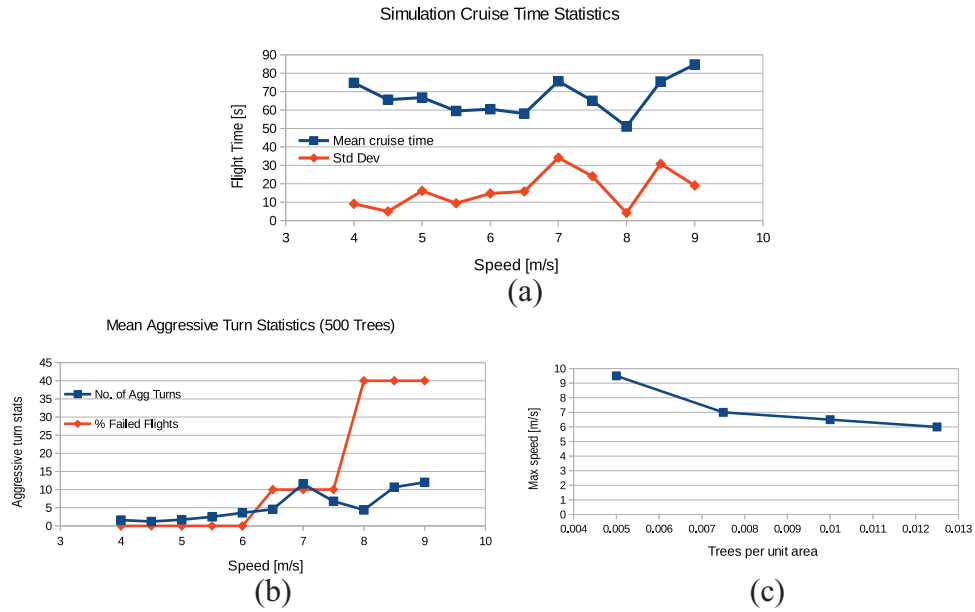 Simulation Cruise Time Statistics
90
80
70
60
50
40
30
20
10
0
Flight Time [s]
Mean cruise time
Std Dev
3 4 5 6 7 8 9 10
Speed [m/s]
(a)
Mean Aggressive Turn Statistics (500 Trees)
45
40
35
30
25
20
15
10
5
0
Aggressive turn stats
No. of Agg Turns
% Failed Flights
3 4 5 6 7 8 9 10
Speed [m/s]
(b)
10
9
8
7
6
5
4
3
2
1
0
Max speed [m/s]
0.004 0.005 0.006 0.007 0.008 0.009 0.01 0.011 0.012 0.013
Trees per unit area
(c)